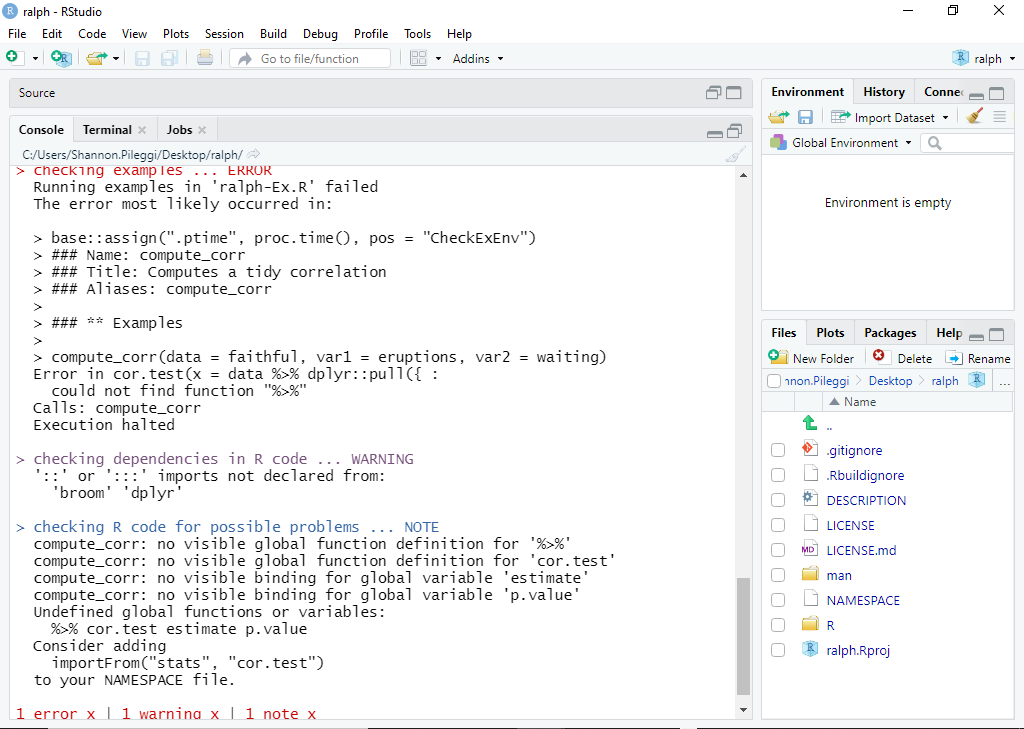 ralph - RStudio
File Edit Code View Plots Session Build Debug Profile Tools Help
Go to file/function
Addins
ralph
Source
Console Terminal Jobs
C:/Users/Shannon.Pileggi/Desktop/ralph/
> checking examples ... ERROR
Running examples in 'ralph-Ex.R' failed
The error most likely occurred in:
> base::assign(".ptime", proc.time(), pos = "CheckExEnv")
> ### Name: compute_corr
> ### Title: Computes a tidy correlation
> ### Aliases: compute_corr
>
> ### ** Examples
>
> compute_corr(data = faithful, var1 = eruptions, var2 = waiting)
Error in cor.test(x = data %>% dplyr::pull({ :
could not find function "%>%"
Calls: compute_corr
Execution halted
> checking dependencies in R code ... WARNING
'::' or ':::' imports not declared from:
'broom' 'dplyr'
> checking R code for possible problems ... NOTE
compute_corr: no visible global function definition for '%>%'
compute_corr: no visible global function definition for 'cor.test'
compute_corr: no visible binding for global variable 'estimate'
compute_corr: no visible binding for global variable 'p.value'
Undefined global functions or variables:
%>% cor.test estimate p.value
Consider adding
importFrom("stats", "cor.test")
to your NAMESPACE file.
1 error x | 1 warning x | 1 note x
Environment History Connec
Import Dataset
Global Environment
Environment is empty
Files Plots Packages Help
New Folder Delete Rename
nnon.Pileggi > Desktop > ralph ...
Name
..
.gitignore
.Rbuildignore
DESCRIPTION
LICENSE
LICENSE.md
man
NAMESPACE
R
ralph.Rproj